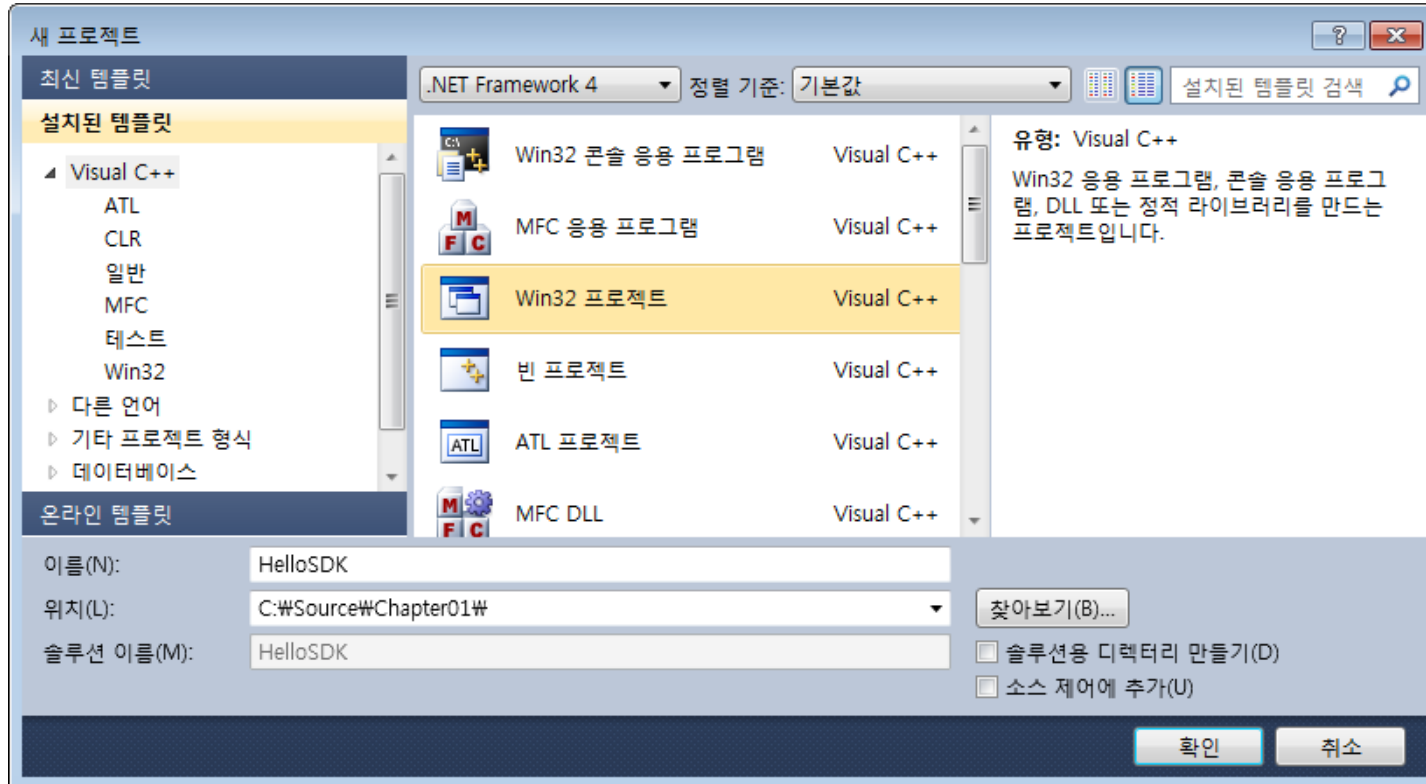 새 프로젝트
최신 템플릿
.NET Framework 4
정렬 기준:
기본값
설치된 템플릿 검색
설치된 템플릿
Visual C++
ATL
CLR
일반
MFC
테스트
Win32
다른 언어
기타 프로젝트 형식
데이터베이스
온라인 템플릿
C:\
Win32 콘솔 응용 프로그램 Visual C++
M
F C
MFC 응용 프로그램 Visual C++
Win32 프로젝트 Visual C++
빈 프로젝트 Visual C++
ATL
ATL 프로젝트 Visual C++
M
F C
MFC DLL Visual C++
유형: Visual C++
Win32 응용 프로그램, 콘솔 응용 프로그
램, DLL 또는 정적 라이브러리를 만드는
프로젝트입니다.
이름(N): HelloSDK
위치(L): C:₩Source₩Chapter01₩
찾아보기(B)...
솔루션 이름(M): HelloSDK
솔루션용 디렉터리 만들기(D)
소스 제어에 추가(U)
확인
취소